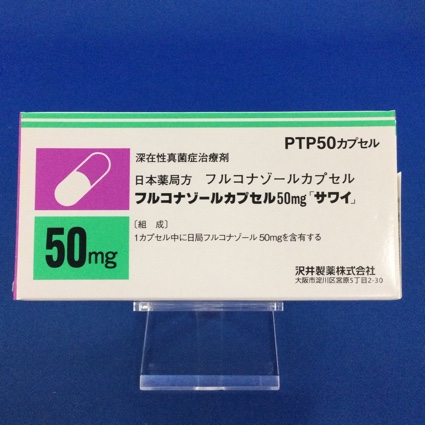 PTP50カプセル
深在性真菌症治療剤
日本薬局方 フルコナゾールカプセル
フルコナゾールカプセル50mg「サワイ」
50mg
〔組 成〕
1カプセル中に日局フルコナゾール50mgを含有する
沢井製薬株式会社
大阪市淀川区宮原5丁目2-30